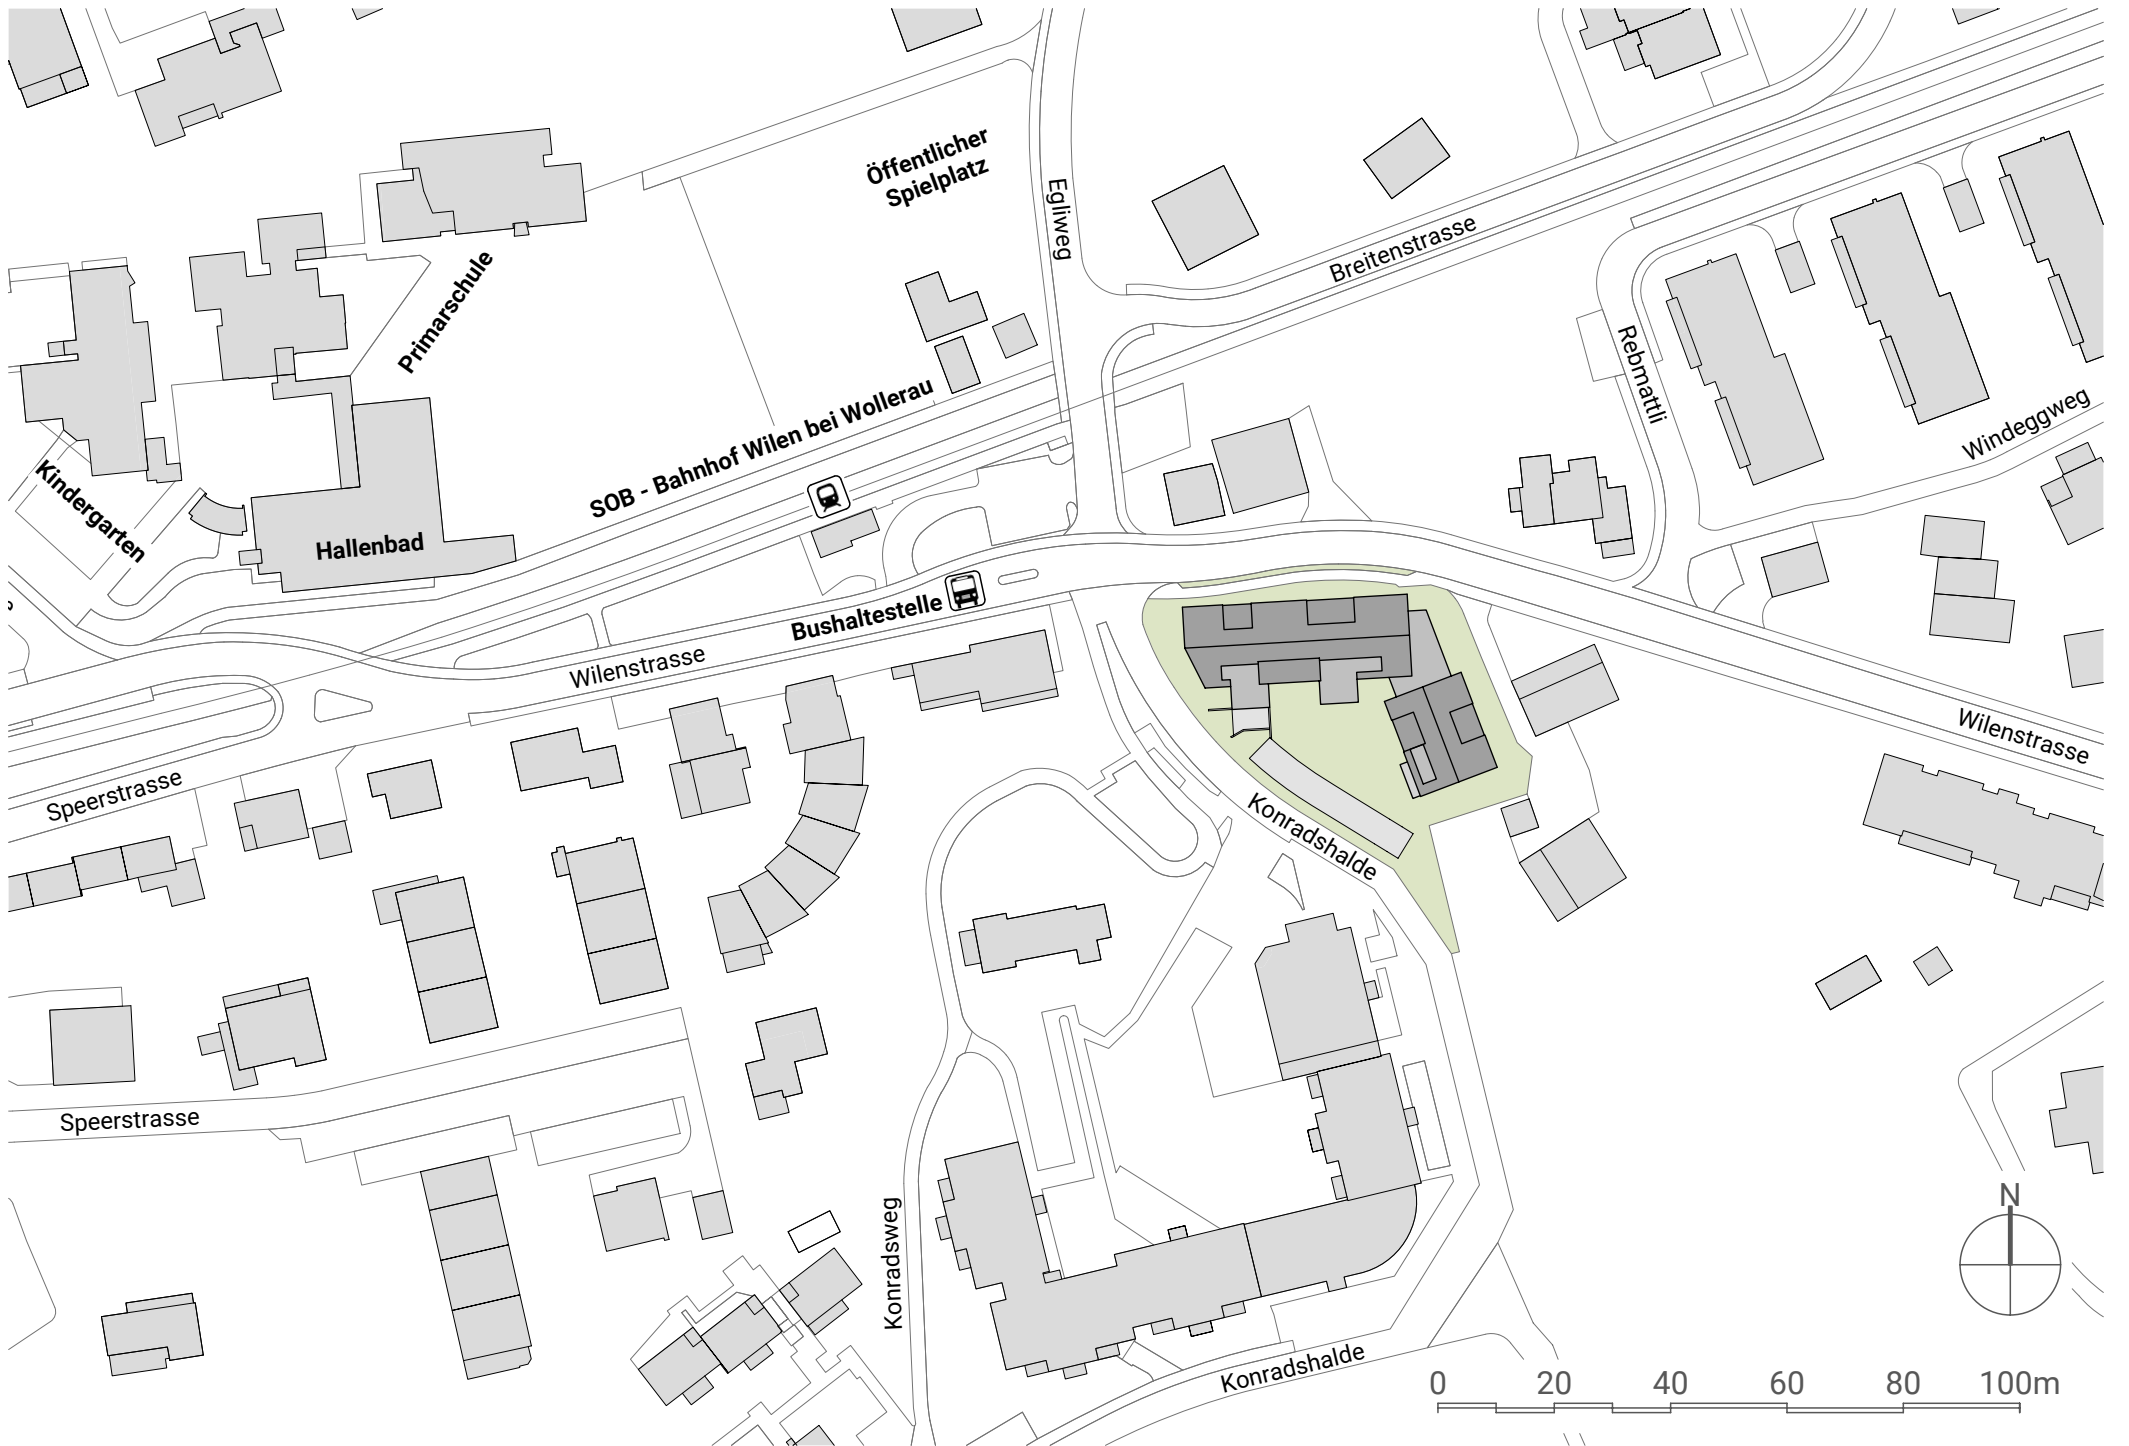 Öffentlicher
Spielplatz
Egliweg
Breitenstrasse
Primarschule
Rebmattli
Windeggweg
SOB - Bahnhof Wilen bei Wollerau
Kindergarten
Hallenbad
Bushaltestelle
Wilenstrasse
Wilenstrasse
Speerstrasse
Konradshalde
Speerstrasse
Konradsweg
N
Konradshalde
0 20 40 60 80 100m